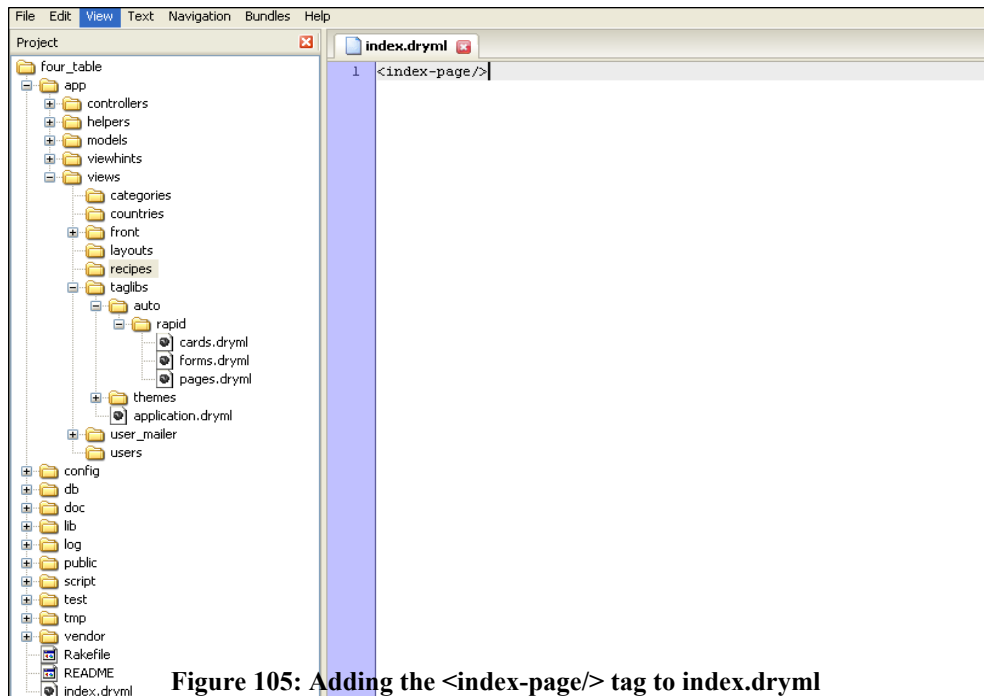 File Edit View Text Navigation Bundles Help
Project
index.dryml
four_table
app
controllers
helpers
models
viewhints
views
categories
countries
front
layouts
recipes
taglibs
auto
rapid
cards.dryml
forms.dryml
pages.dryml
themes
application.dryml
user_mailer
users
config
db
doc
lib
log
public
script
test
tmp
vendor
Rakefile
README
index.dryml
1 <index-page/>
Figure 105: Adding the <index-page/> tag to index.dryml